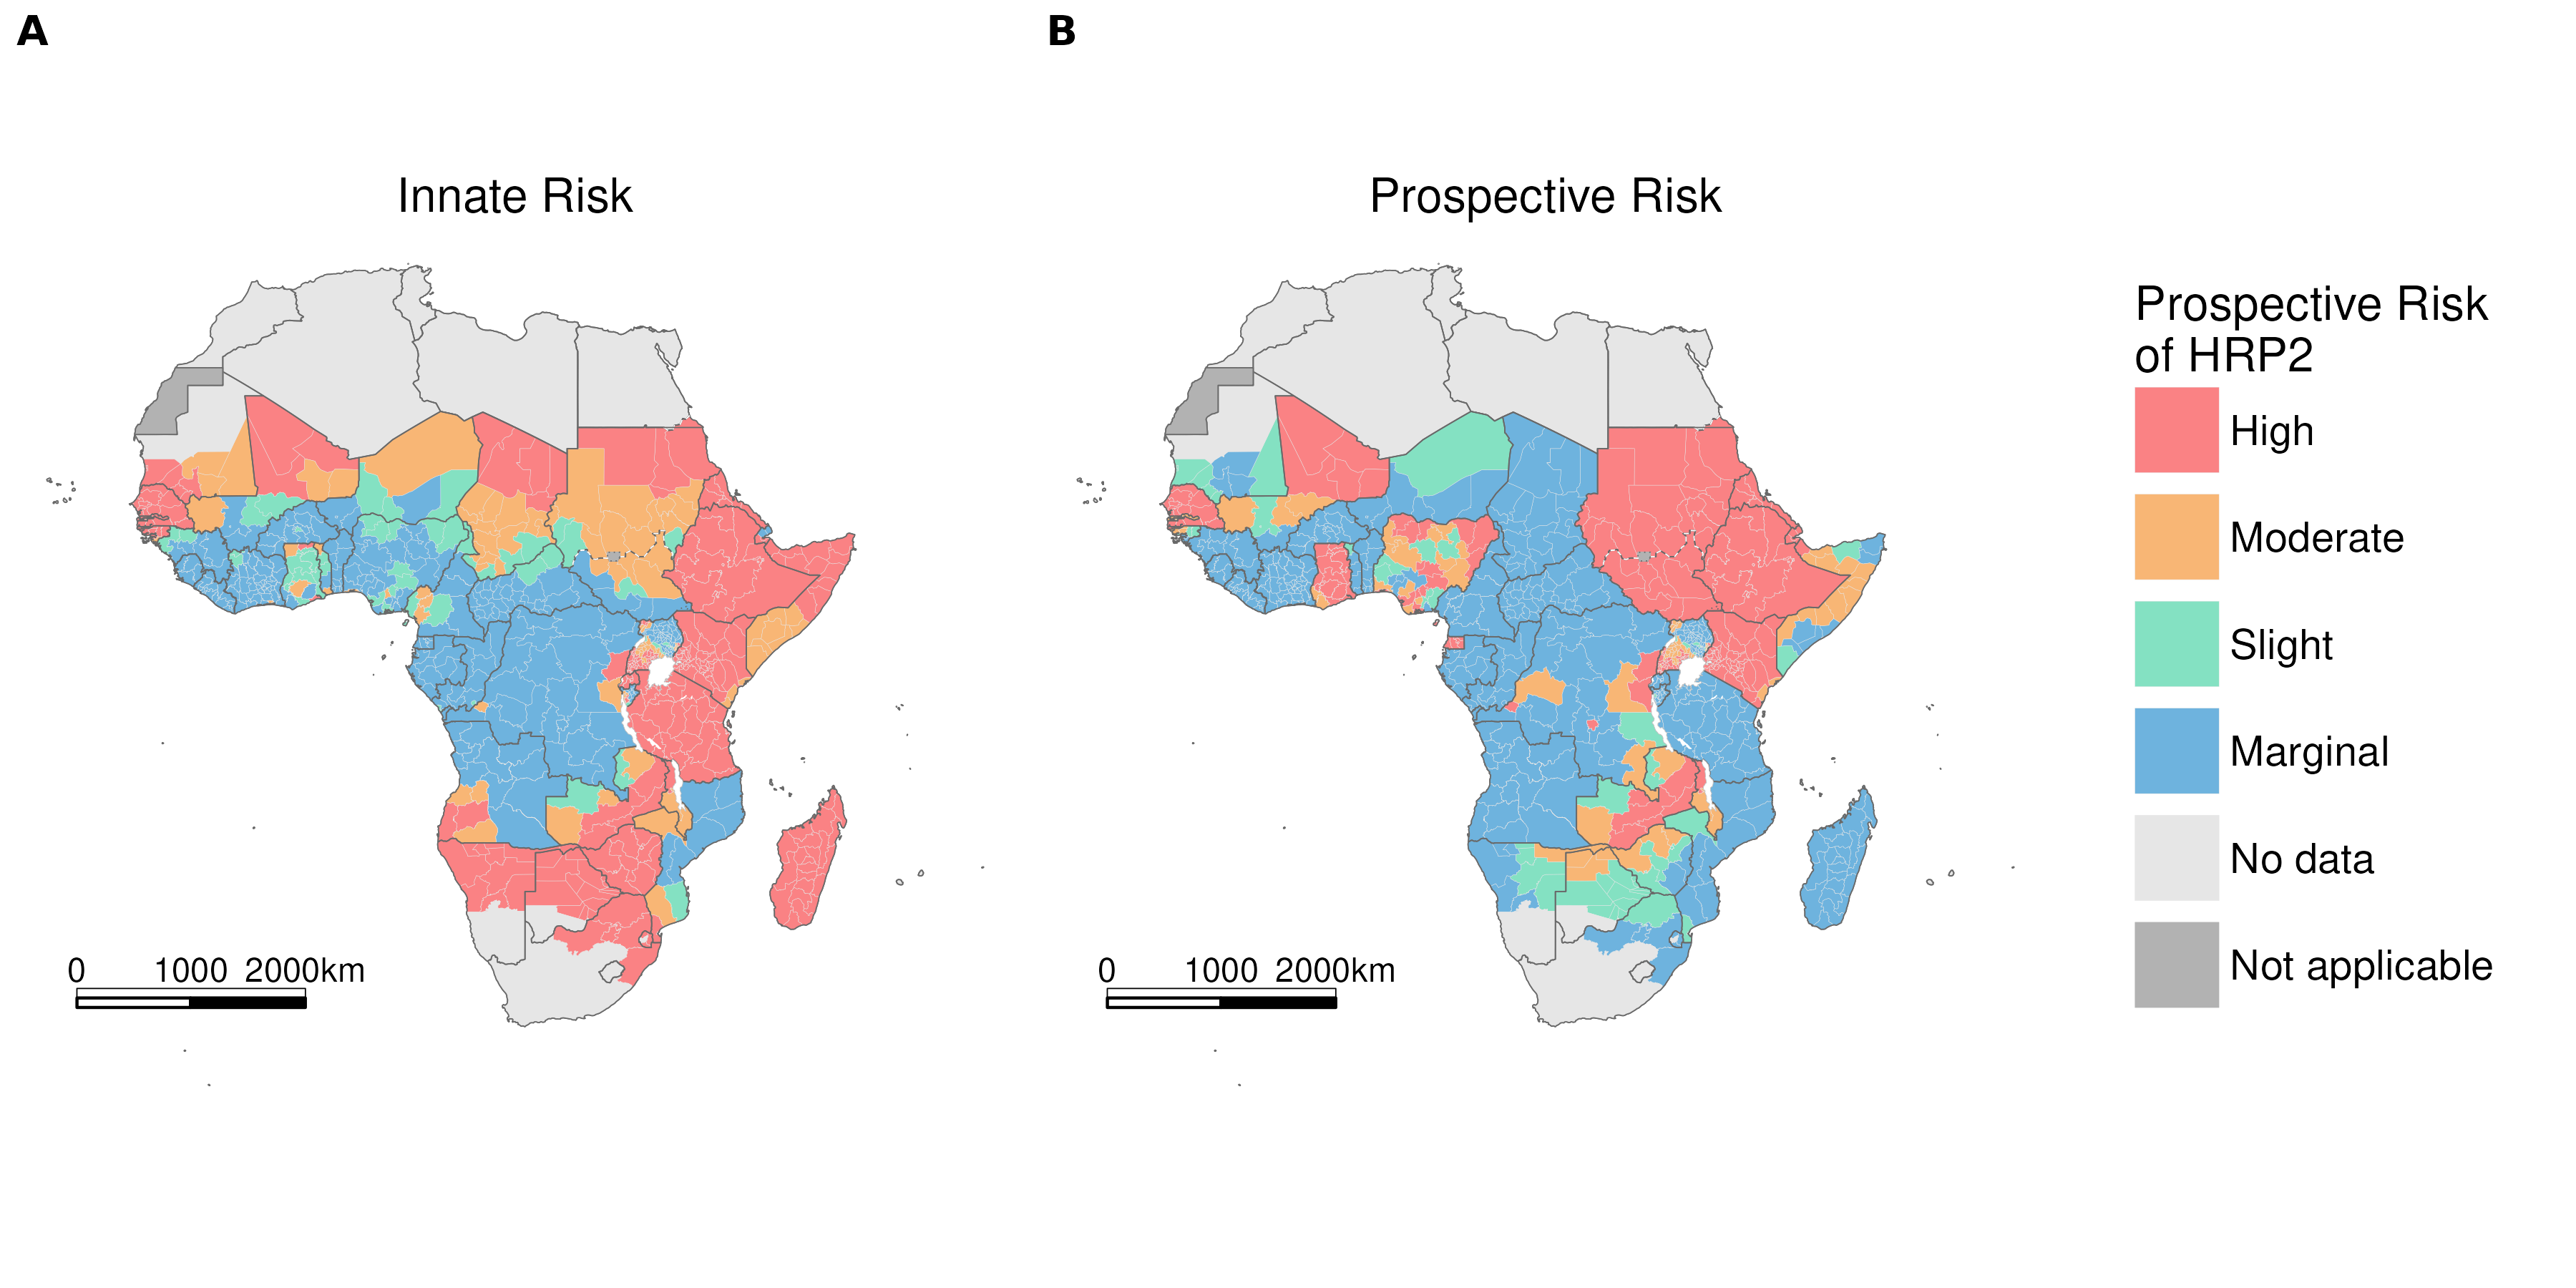 A
B
Innate Risk
Prospective Risk
Prospective Risk
of HRP2
High
Moderate
Slight
Marginal
No data
Not applicable
0 1000 2000km
0 1000 2000km